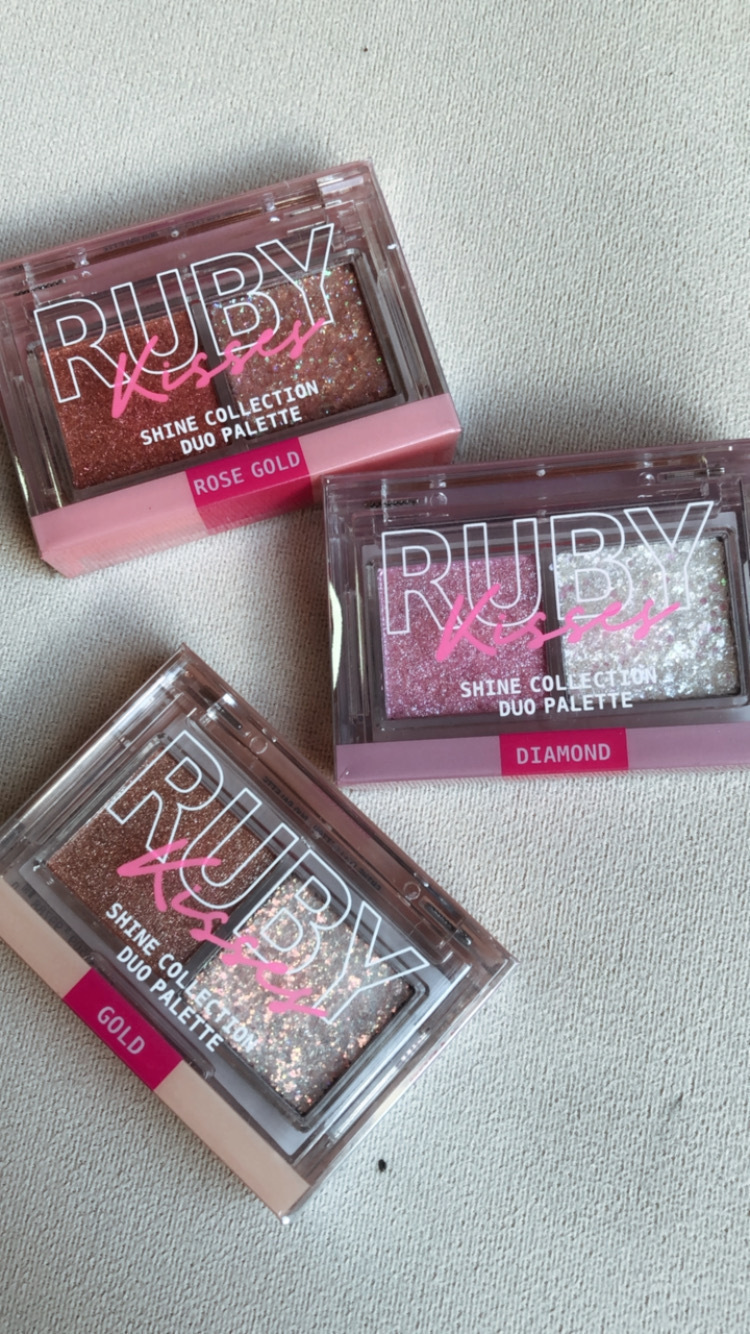 RUBY
Kisses
SHINE COLLECTION
DUO PALETTE
ROSE GOLD
RUBY
Kisses
SHINE COLLECTION
DUO PALETTE
DIAMOND
RUBY
Kisses
SHINE COLLECTION
DUO PALETTE
GOLD